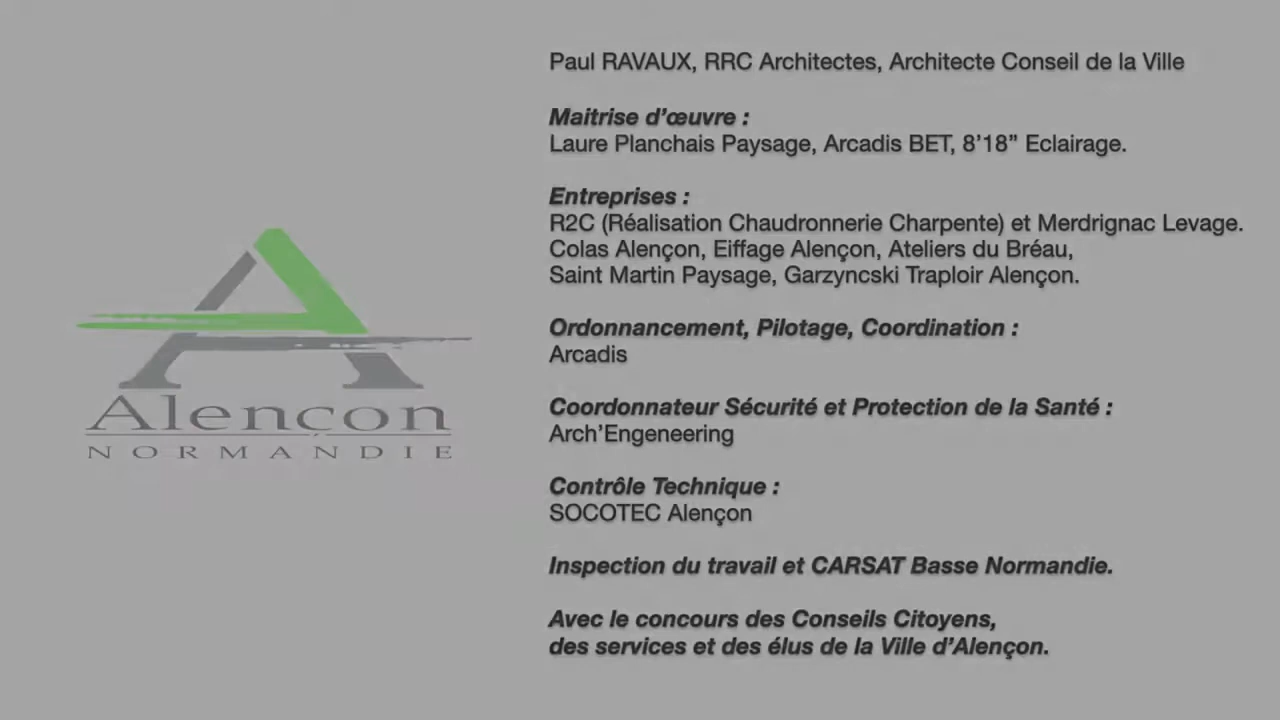 Alençon
NORMANDIE
Paul RAVAUX, RRC Architectes, Architecte Conseil de la Ville
Maitrise d’œuvre :
Laure Planchais Paysage, Arcadis BET, 8’18” Eclairage.
Entreprises :
R2C (Réalisation Chaudronnerie Charpente) et Merdrignac Levage.
Colas Alençon, Eiffage Alençon, Ateliers du Bréau,
Saint Martin Paysage, Garzyncski Traploir Alençon.
Ordonnancement, Pilotage, Coordination :
Arcadis
Coordonnateur Sécurité et Protection de la Santé :
Arch’Engeneering
Contrôle Technique :
SOCOTEC Alençon
Inspection du travail et CARSAT Basse Normandie.
Avec le concours des Conseils Citoyens,
des services et des élus de la Ville d’Alençon.